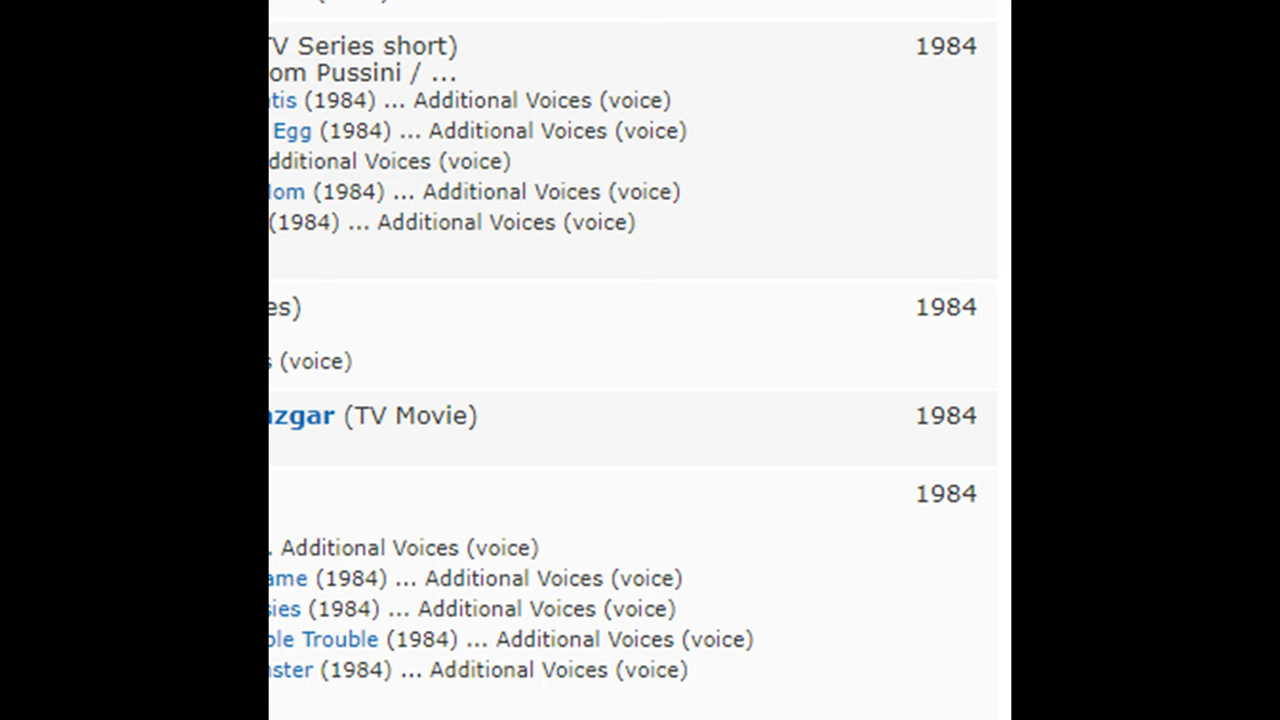 TV Series short) 1984
om Pussini / ...
tis (1984) ... Additional Voices (voice)
Egg (1984) ... Additional Voices (voice)
dditional Voices (voice)
om (1984) ... Additional Voices (voice)
(1984) ... Additional Voices (voice)
es) 1984
s (voice)
azgar (TV Movie) 1984
1984
. Additional Voices (voice)
ame (1984) ... Additional Voices (voice)
sies (1984) ... Additional Voices (voice)
ble Trouble (1984) ... Additional Voices (voice)
nster (1984) ... Additional Voices (voice)